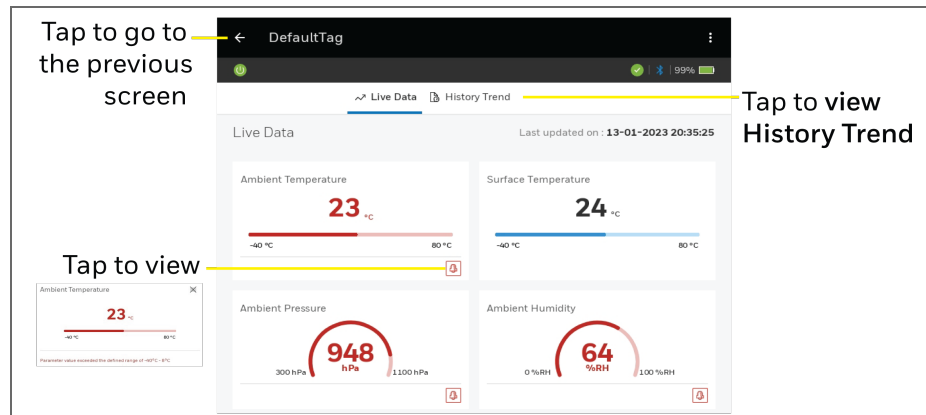 Tap to go to
the previous
screen
DefaultTag
99%
Live Data
History Trend
Tap to view
History Trend
Live Data
Last updated on : 13-01-2023 20:35:25
Ambient Temperature
23 °C
-40 °C
80 °C
Surface Temperature
24 °C
-40 °C
80 °C
Tap to view
Ambient Temperature
23 °C
-40 °C
80 °C
Parameter value exceeded the defined range of -40°C - 8°C
Ambient Pressure
948
hPa
300 hPa
1100 hPa
Ambient Humidity
64
%RH
0 %RH
100 %RH